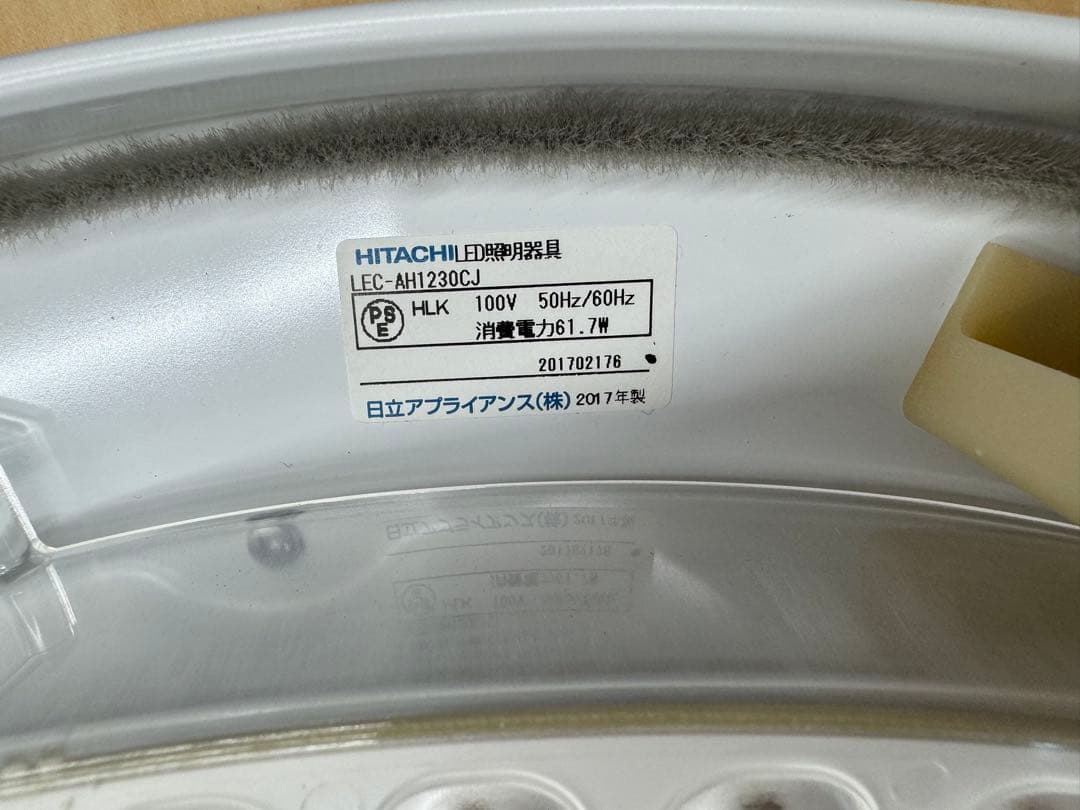 HITACHI LED照明器具
LEC-AH1230CJ
PSE HLK 100V 50Hz/60Hz
消費電力61.7W
201702176
日立アプライアンス(株) 2017年製